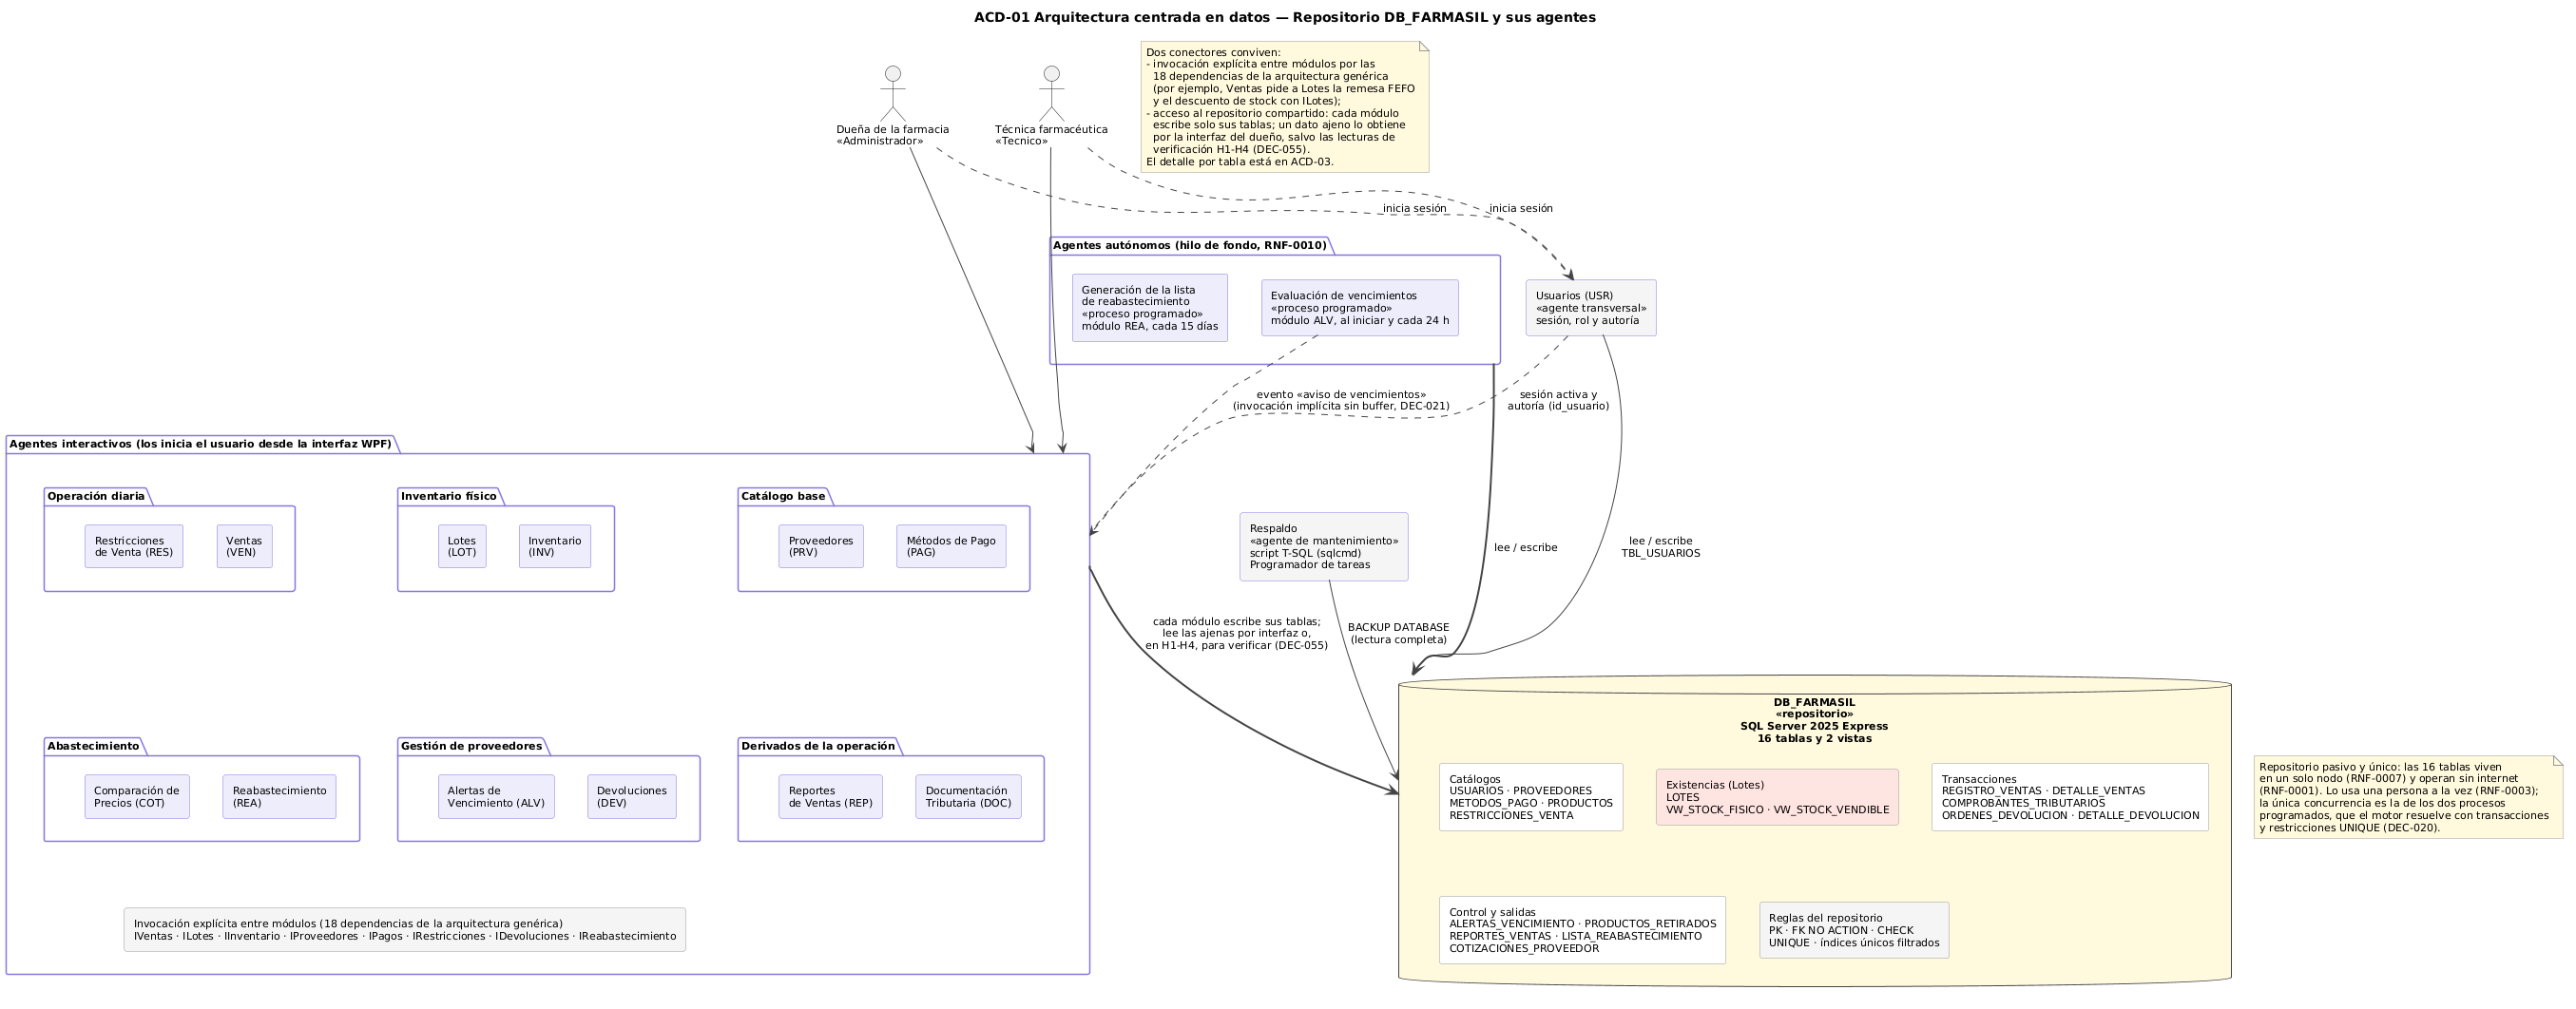 ACD-01 Arquitectura centrada en datos — Repositorio DB_FARMASIL y sus agentes
Dos conectores conviven:
- invocación explícita entre módulos por las
18 dependencias de la arquitectura genérica
(por ejemplo, Ventas pide a Lotes la remesa FEFO
y el descuento de stock con ILotes);
- acceso al repositorio compartido: cada módulo
escribe solo sus tablas; un dato ajeno lo obtiene
por la interfaz del dueño, salvo las lecturas de
verificación H1-H4 (DEC-055).
El detalle por tabla está en ACD-03.
Dueña de la farmacia
«Administrador»
Técnica farmacéutica
«Tecnico»
inicia sesión
inicia sesión
Agentes autónomos (hilo de fondo, RNF-0010)
Generación de la lista
de reabastecimiento
«proceso programado»
módulo REA, cada 15 días
Evaluación de vencimientos
«proceso programado»
módulo ALV, al iniciar y cada 24 h
Usuarios (USR)
«agente transversal»
sesión, rol y autoría
evento «aviso de vencimientos»
(invocación implícita sin buffer, DEC-021)
sesión activa y
autoría (id_usuario)
Agentes interactivos (los inicia el usuario desde la interfaz WPF)
Operación diaria
Restricciones
de Venta (RES)
Ventas
(VEN)
Inventario físico
Lotes
(LOT)
Inventario
(INV)
Catálogo base
Proveedores
(PRV)
Métodos de Pago
(PAG)
Respaldo
«agente de mantenimiento»
script T-SQL (sqlcmd)
Programador de tareas
lee / escribe
lee / escribe
TBL_USUARIOS
cada módulo escribe sus tablas;
lee las ajenas por interfaz o,
en H1-H4, para verificar (DEC-055)
BACKUP DATABASE
(lectura completa)
Abastecimiento
Comparación de
Precios (COT)
Reabastecimiento
(REA)
Gestión de proveedores
Alertas de
Vencimiento (ALV)
Devoluciones
(DEV)
Derivados de la operación
Reportes
de Ventas (REP)
Documentación
Tributaria (DOC)
Invocación explícita entre módulos (18 dependencias de la arquitectura genérica)
IVentas · ILotes · IInventario · IProveedores · IPagos · IRestricciones · IDevoluciones · IReabastecimiento
DB_FARMASIL
«repositorio»
SQL Server 2025 Express
16 tablas y 2 vistas
Catálogos
USUARIOS · PROVEEDORES
METODOS_PAGO · PRODUCTOS
RESTRICCIONES_VENTA
Existencias (Lotes)
LOTES
VW_STOCK_FISICO · VW_STOCK_VENDIBLE
Transacciones
REGISTRO_VENTAS · DETALLE_VENTAS
COMPROBANTES_TRIBUTARIOS
ORDENES_DEVOLUCION · DETALLE_DEVOLUCION
Control y salidas
ALERTAS_VENCIMIENTO · PRODUCTOS_RETIRADOS
REPORTES_VENTAS · LISTA_REABASTECIMIENTO
COTIZACIONES_PROVEEDOR
Reglas del repositorio
PK · FK NO ACTION · CHECK
UNIQUE · índices únicos filtrados
Repositorio pasivo y único: las 16 tablas viven
en un solo nodo (RNF-0007) y operan sin internet
(RNF-0001). Lo usa una persona a la vez (RNF-0003);
la única concurrencia es la de los dos procesos
programados, que el motor resuelve con transacciones
y restricciones UNIQUE (DEC-020).